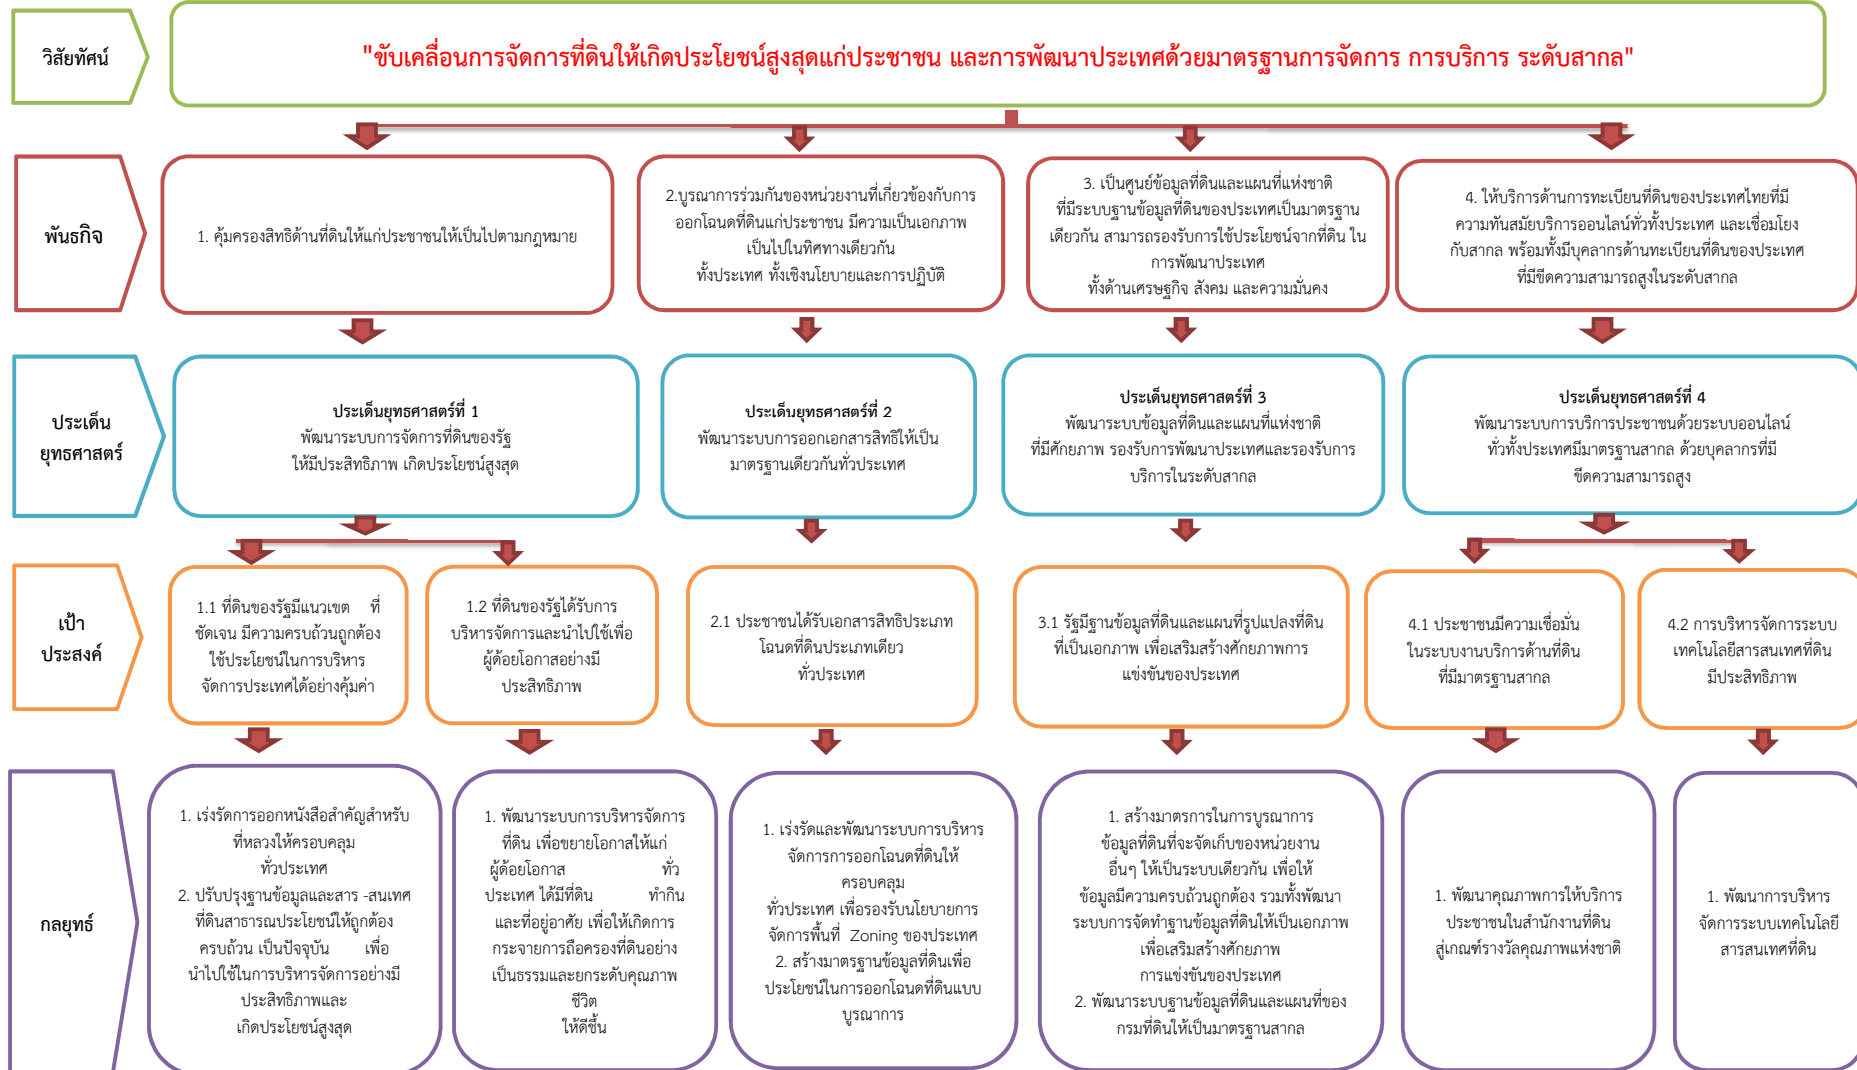 วิสัยทัศน์
"ขับเคลื่อนการจัดการที่ดินให้เกิดประโยชน์สูงสุดแก่ประชาชน และการพัฒนาประเทศด้วยมาตรฐานการจัดการ การบริการ ระดับสากล"
พันธกิจ
1. คุ้มครองสิทธิด้านที่ดินให้แก่ประชาชนให้เป็นไปตามกฎหมาย
2.บูรณาการร่วมกันของหน่วยงานที่เกี่ยวข้องกับการ
ออกโฉนดที่ดินแก่ประชาชน มีความเป็นเอกภาพ
เป็นไปในทิศทางเดียวกัน
ทั้งประเทศ ทั้งเชิงนโยบายและการปฏิบัติ
3. เป็นศูนย์ข้อมูลที่ดินและแผนที่แห่งชาติ
ที่มีระบบฐานข้อมูลที่ดินของประเทศเป็นมาตรฐาน
เดียวกัน สามารถรองรับการใช้ประโยชน์จากที่ดิน ใน
การพัฒนาประเทศ
ทั้งด้านเศรษฐกิจ สังคม และความมั่นคง
4. ให้บริการด้านการทะเบียนที่ดินของประเทศไทยที่มี
ความทันสมัยบริการออนไลน์ทั่วทั้งประเทศ และเชื่อมโยง
กับสากล พร้อมทั้งมีบุคลากรด้านทะเบียนที่ดินของประเทศ
ที่มีขีดความสามารถสูงในระดับสากล
ประเด็น
ยุทธศาสตร์
ประเด็นยุทธศาสตร์ที่ 1
พัฒนาระบบการจัดการที่ดินของรัฐ
ให้มีประสิทธิภาพ เกิดประโยชน์สูงสุด
ประเด็นยุทธศาสตร์ที่ 2
พัฒนาระบบการออกเอกสารสิทธิให้เป็น
มาตรฐานเดียวกันทั่วประเทศ
ประเด็นยุทธศาสตร์ที่ 3
พัฒนาระบบข้อมูลที่ดินและแผนที่แห่งชาติ
ที่มีศักยภาพ รองรับการพัฒนาประเทศและรองรับการ
บริการในระดับสากล
ประเด็นยุทธศาสตร์ที่ 4
พัฒนาระบบการบริการประชาชนด้วยระบบออนไลน์
ทั่วทั้งประเทศมีมาตรฐานสากล ด้วยบุคลากรที่มี
ขีดความสามารถสูง
เป้า
ประสงค์
1.1 ที่ดินของรัฐมีแนวเขต ที่
ชัดเจน มีความครบถ้วนถูกต้อง
ใช้ประโยชน์ในการบริหาร
จัดการประเทศได้อย่างคุ้มค่า
1.2 ที่ดินของรัฐได้รับการ
บริหารจัดการและนำไปใช้เพื่อ
ผู้ด้อยโอกาสอย่างมี
ประสิทธิภาพ
2.1 ประชาชนได้รับเอกสารสิทธิประเภท
โฉนดที่ดินประเภทเดียว
ทั่วประเทศ
3.1 รัฐมีฐานข้อมูลที่ดินและแผนที่รูปแปลงที่ดิน
ที่เป็นเอกภาพ เพื่อเสริมสร้างศักยภาพการ
แข่งขันของประเทศ
4.1 ประชาชนมีความเชื่อมั่น
ในระบบงานบริการด้านที่ดิน
ที่มีมาตรฐานสากล
4.2 การบริหารจัดการระบบ
เทคโนโลยีสารสนเทศที่ดิน
มีประสิทธิภาพ
กลยุทธ์
1. เร่งรัดการออกหนังสือสำคัญสำหรับ
ที่หลวงให้ครอบคลุม
ทั่วประเทศ
2. ปรับปรุงฐานข้อมูลและสาร -สนเทศ
ที่ดินสาธารณประโยชน์ให้ถูกต้อง
ครบถ้วน เป็นปัจจุบัน เพื่อ
นำไปใช้ในการบริหารจัดการอย่างมี
ประสิทธิภาพและ
เกิดประโยชน์สูงสุด
1. พัฒนาระบบการบริหารจัดการ
ที่ดิน เพื่อขยายโอกาสให้แก่
ผู้ด้อยโอกาส ทั่ว
ประเทศ ได้มีที่ดิน ทำกิน
และที่อยู่อาศัย เพื่อให้เกิดการ
กระจายการถือครองที่ดินอย่าง
เป็นธรรมและยกระดับคุณภาพ
ชีวิต
ให้ดีขึ้น
1. เร่งรัดและพัฒนาระบบการบริหาร
จัดการการออกโฉนดที่ดินให้
ครอบคลุม
ทั่วประเทศ เพื่อรองรับนโยบายการ
จัดการพื้นที่ Zoning ของประเทศ
2. สร้างมาตรฐานข้อมูลที่ดินเพื่อ
ประโยชน์ในการออกโฉนดที่ดินแบบ
บูรณาการ
1. สร้างมาตรการในการบูรณาการ
ข้อมูลที่ดินที่จะจัดเก็บของหน่วยงาน
อื่นๆ ให้เป็นระบบเดียวกัน เพื่อให้
ข้อมูลมีความครบถ้วนถูกต้อง รวมทั้งพัฒนา
ระบบการจัดทำฐานข้อมูลที่ดินให้เป็นเอกภาพ
เพื่อเสริมสร้างศักยภาพ
การแข่งขันของประเทศ
2. พัฒนาระบบฐานข้อมูลที่ดินและแผนที่ของ
กรมที่ดินให้เป็นมาตรฐานสากล
1. พัฒนาคุณภาพการให้บริการ
ประชาชนในสำนักงานที่ดิน
สู่เกณฑ์รางวัลคุณภาพแห่งชาติ
1. พัฒนาการบริหาร
จัดการระบบเทคโนโลยี
สารสนเทศที่ดิน